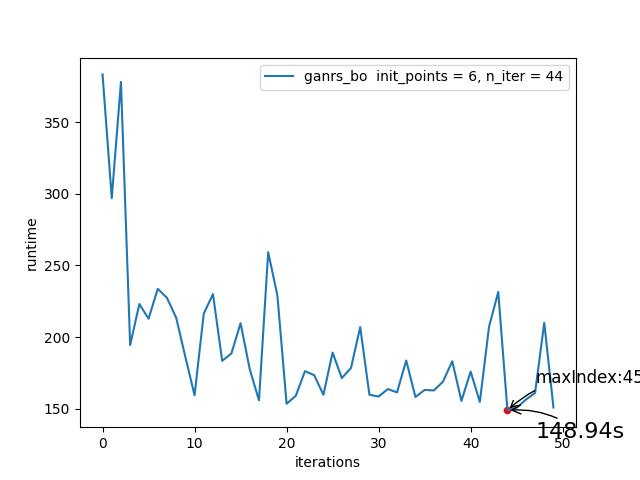 ganrs_bo init_points = 6, n_iter = 44
runtime
350
300
250
200
150
maxIndex:45
148.94s
0
10
20
30
40
50
iterations